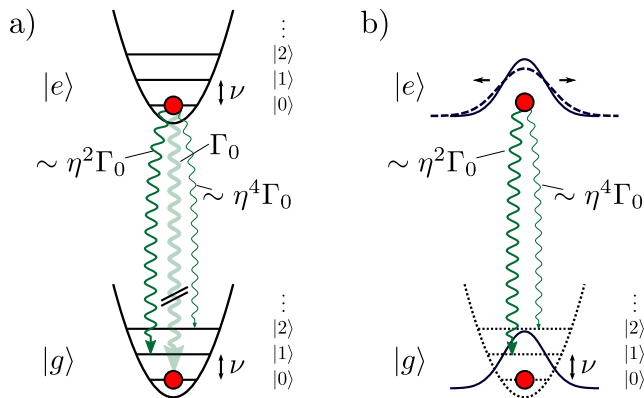 a)
⋮
|2⟩
|1⟩
|0⟩
|e⟩
ν
∼ η²Γ₀
Γ₀
∼ η⁴Γ₀
⋮
|2⟩
|1⟩
|0⟩
|g⟩
ν
b)
|e⟩
∼ η²Γ₀
∼ η⁴Γ₀
⋮
|2⟩
|1⟩
|0⟩
|g⟩
ν